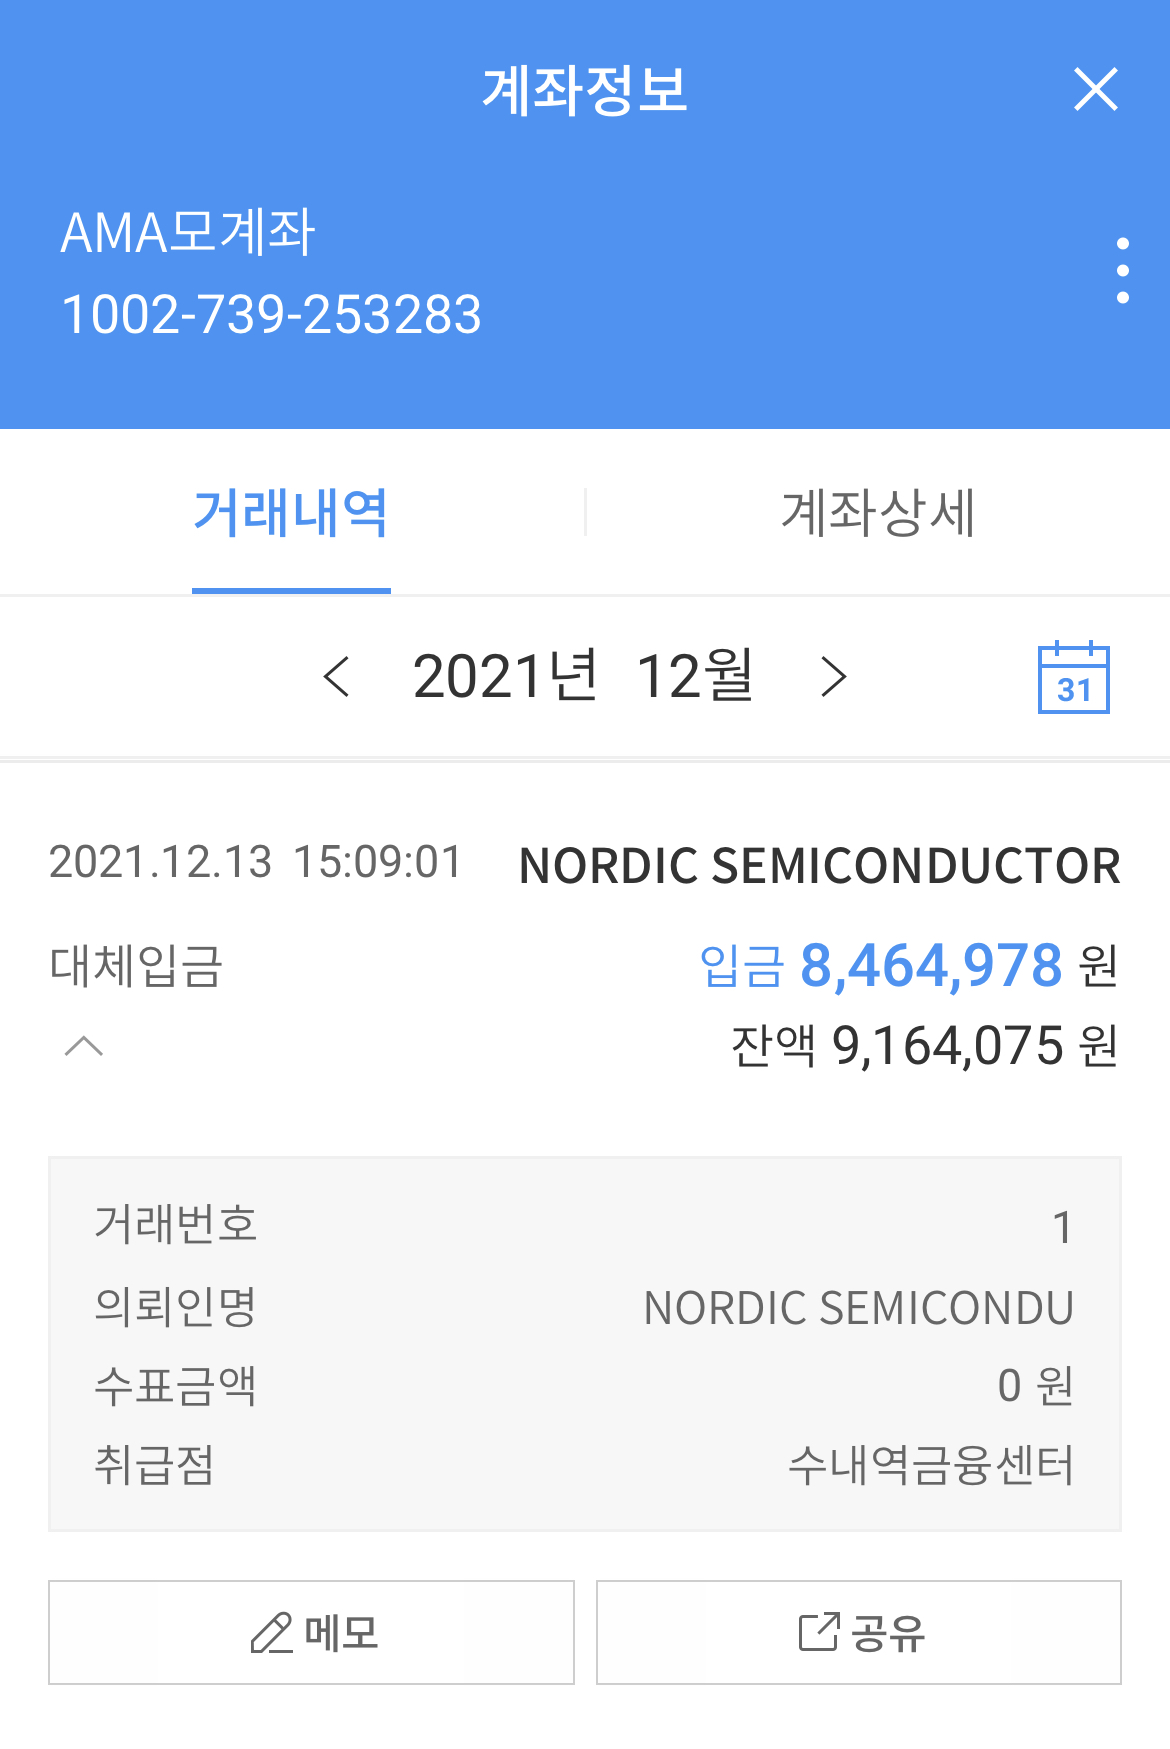 계좌정보
AMA모계좌
1002-739-253283
거래내역 계좌상세
2021년 12월 31
2021.12.13 15:09:01 NORDIC SEMICONDUCTOR
대체입금 입금 8,464,978 원
잔액 9,164,075 원
거래번호 1
의뢰인명 NORDIC SEMICONDU
수표금액 0 원
취급점 수내역금융센터
메모 공유